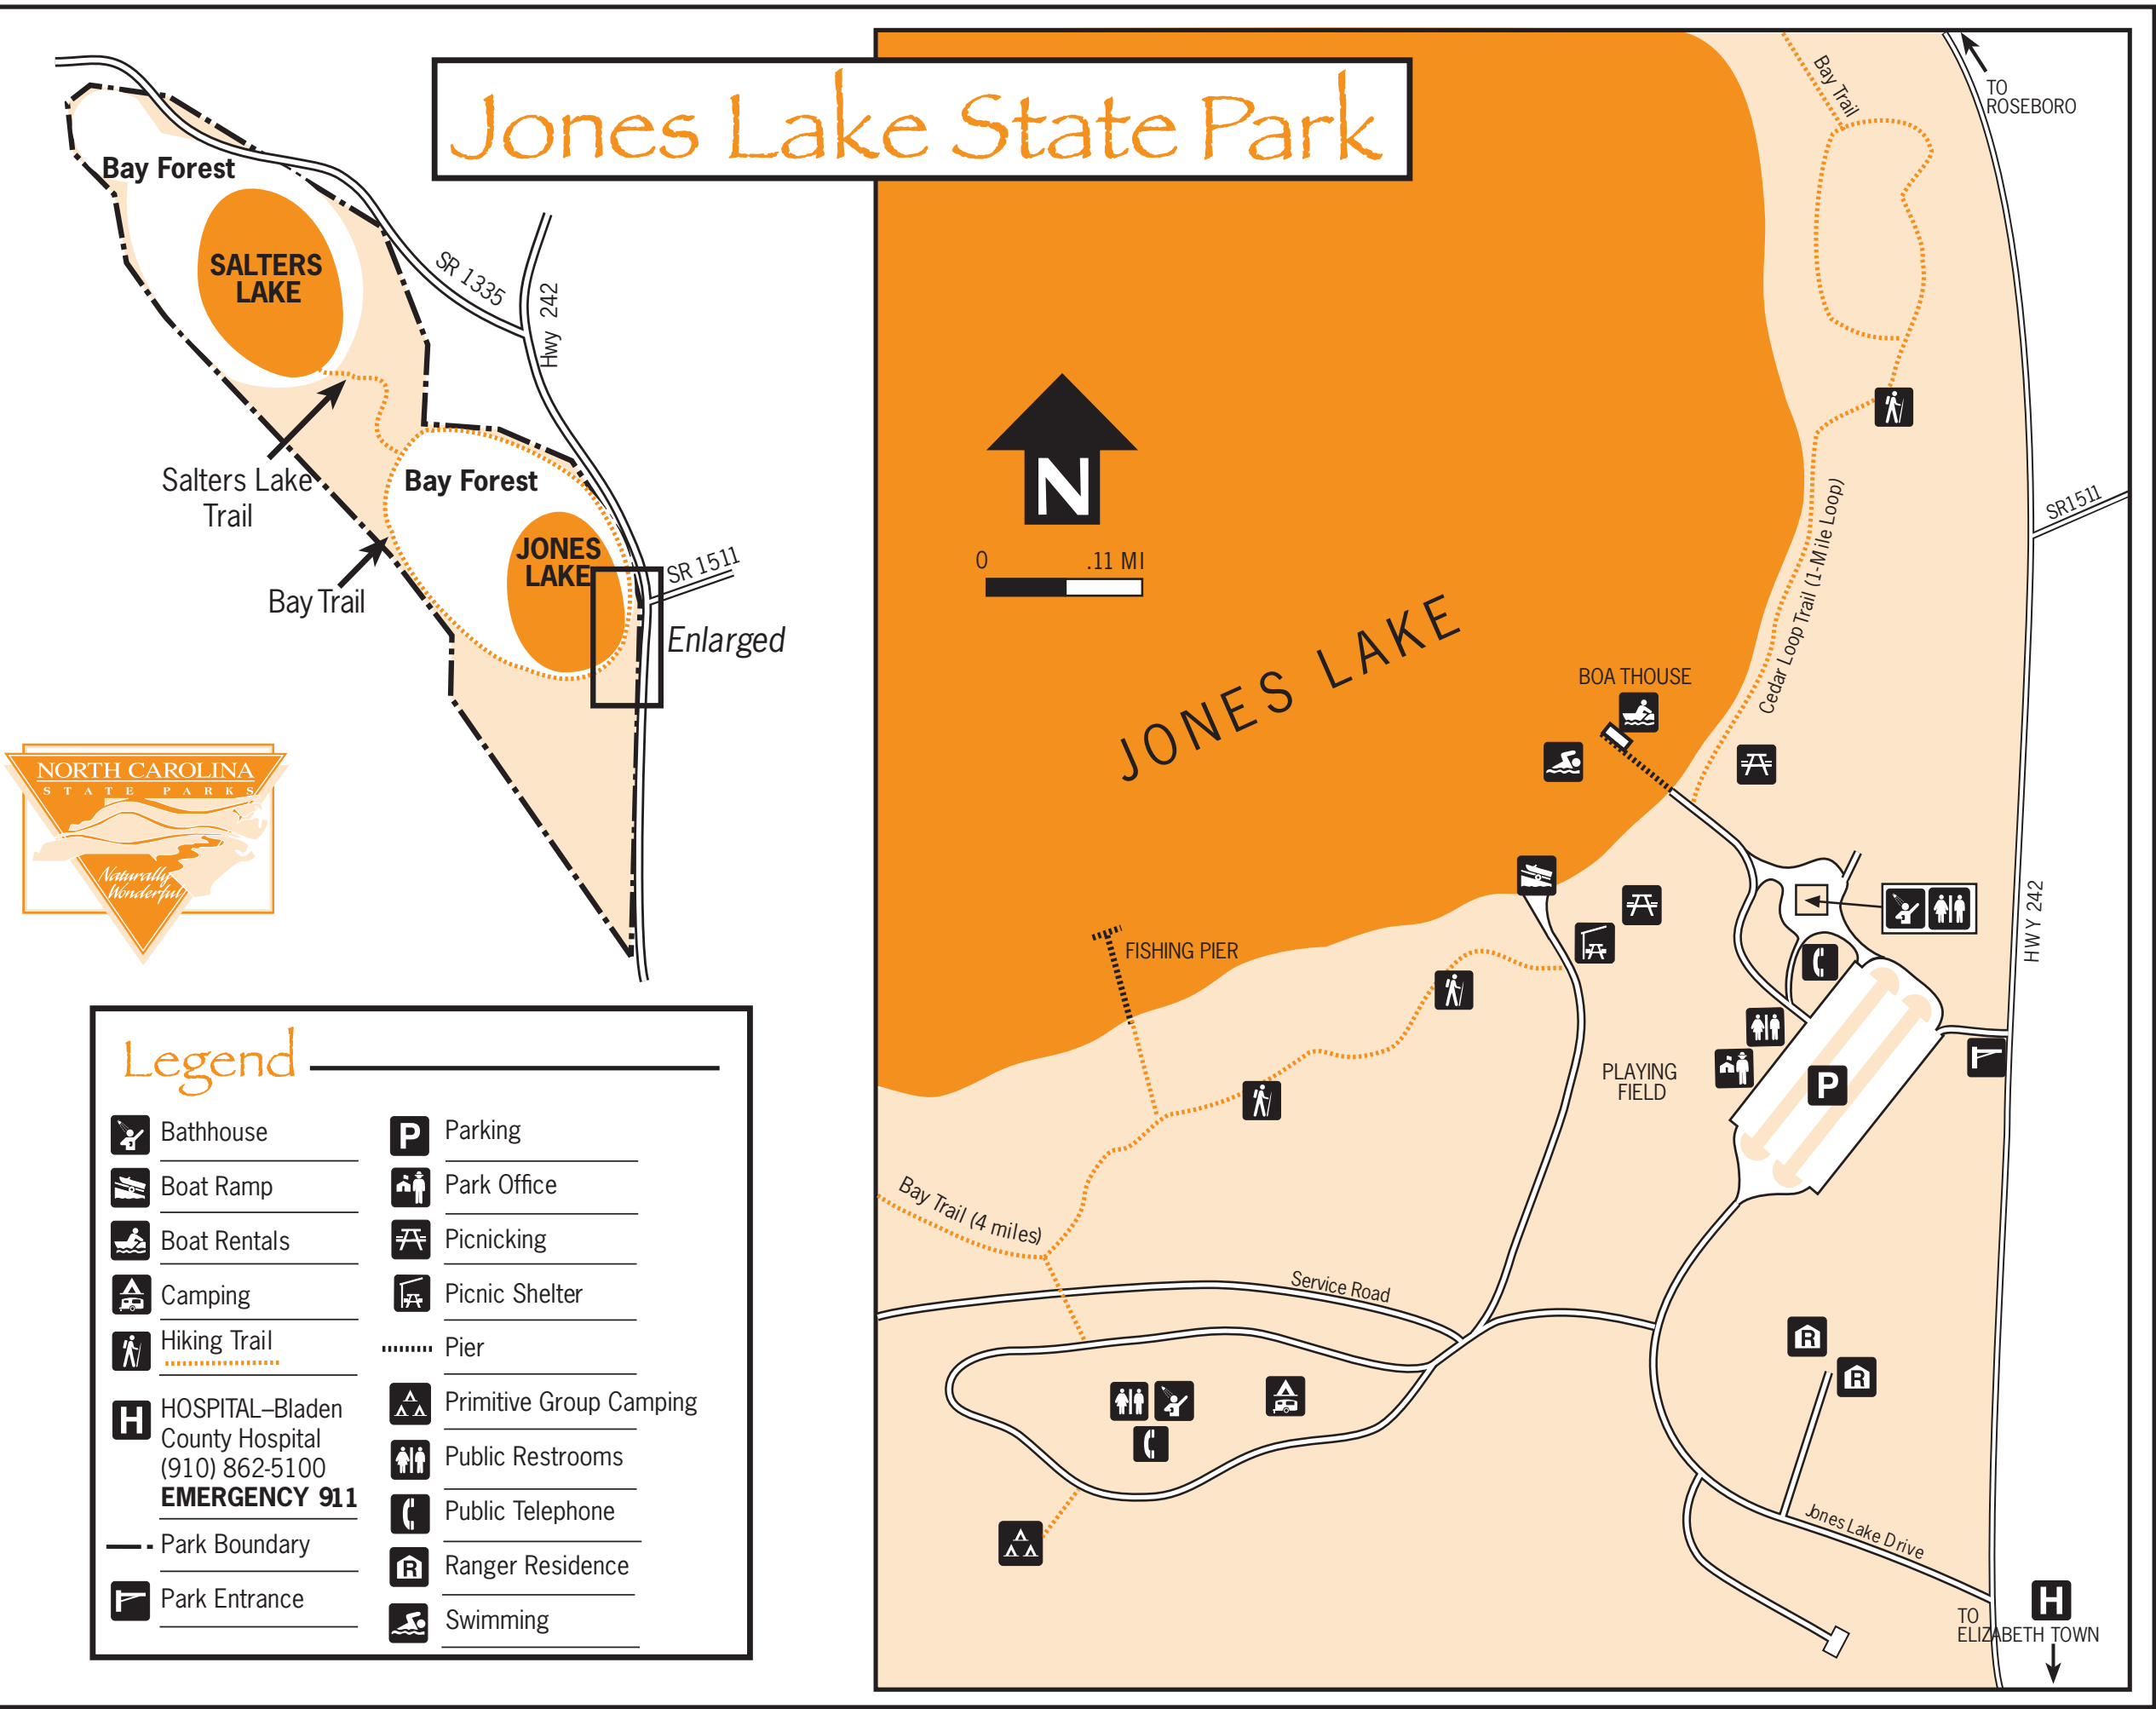 Jones Lake State Park
Bay Forest
SALTERS
LAKE
SR 1335
Hwy 242
Salters Lake
Trail
Bay Forest
JONES
LAKE
SR 1511
Bay Trail
Enlarged
NORTH CAROLINA
STATE PARKS
Naturally
Wonderful
Legend
Bathhouse
Boat Ramp
Boat Rentals
Camping
Hiking Trail
H
HOSPITAL–Bladen
County Hospital
(910) 862-5100
EMERGENCY 911
Park Boundary
Park Entrance
P
Parking
Park Office
Picnicking
Picnic Shelter
Pier
Primitive Group Camping
Public Restrooms
Public Telephone
R
Ranger Residence
Swimming
Bay Trail
TO
ROSEBORO
N
0 .11 MI
SR1511
Cedar Loop Trail (1-Mile Loop)
JONES LAKE
BOA THOUSE
HWY 242
FISHING PIER
PLAYING
FIELD
P
Bay Trail (4 miles)
Service Road
R
R
Jones Lake Drive
H
TO
ELIZABETH TOWN